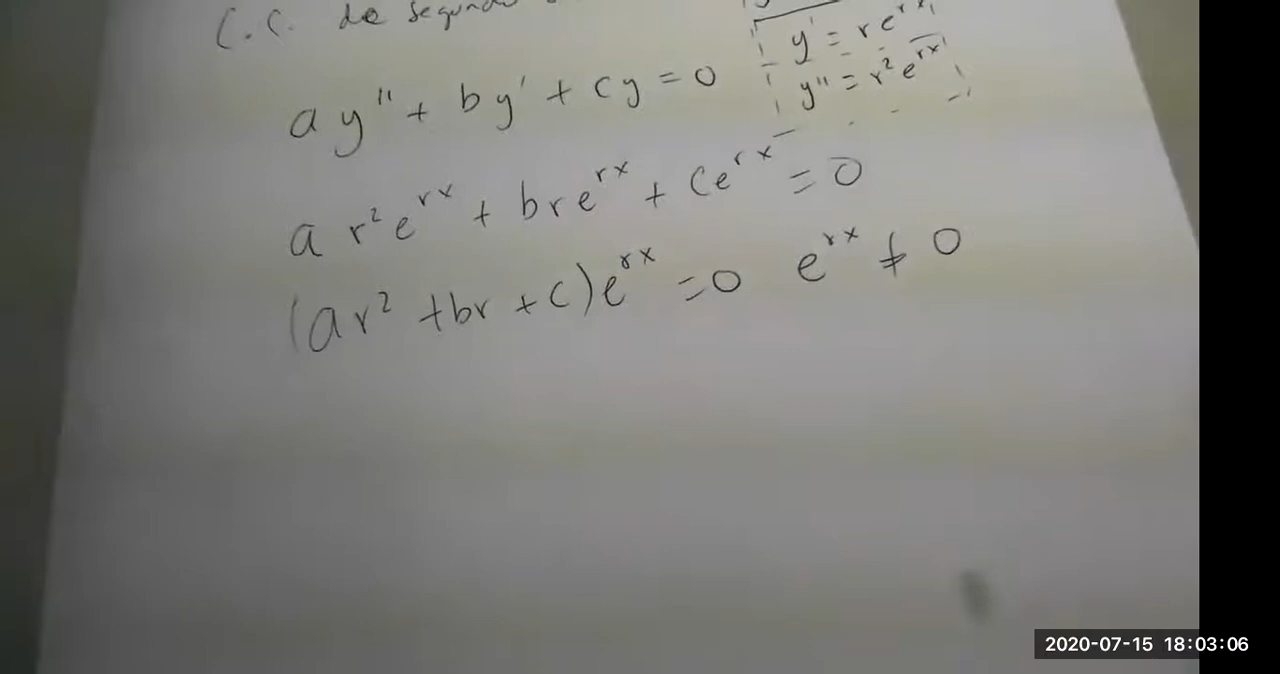 C.C. de segundo
y' = re^{rx}
y'' = r²e^{rx}
ay'' + by' + cy = 0
ar²e^{rx} + bre^{rx} + Ce^{rx} = 0
(ar² + br + c)e^{rx} = 0 e^{rx} ≠ 0
2020-07-15 18:03:06